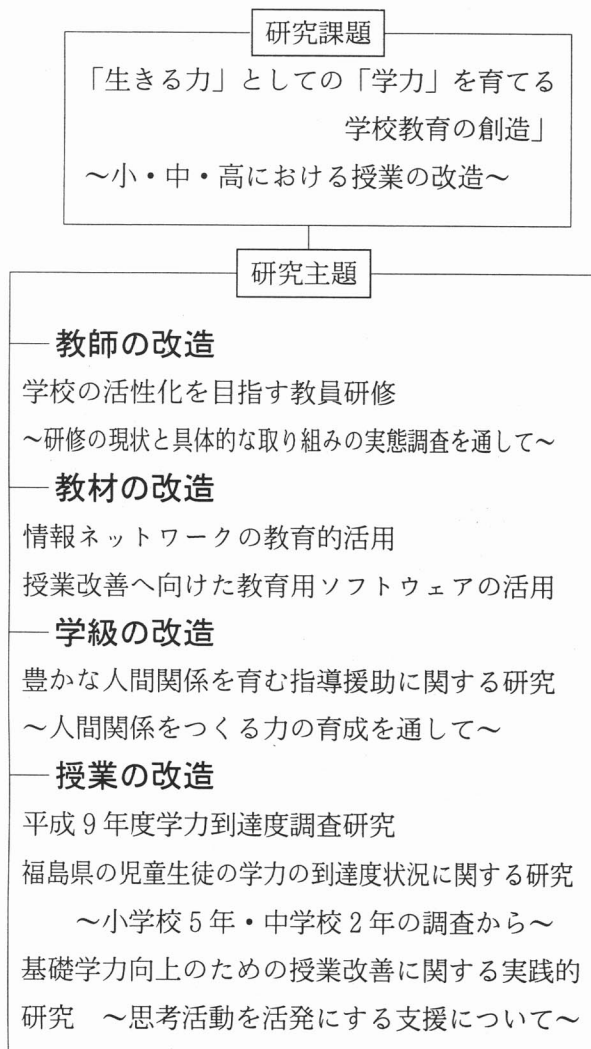 研究課題
「生きる力」としての「学力」を育てる
学校教育の創造」
～小・中・高における授業の改造～
研究主題
教師の改造
学校の活性化を目指す教員研修
～研修の現状と具体的な取り組みの実態調査を通して～
教材の改造
情報ネットワークの教育的活用
授業改善へ向けた教育用ソフトウェアの活用
学級の改造
豊かな人間関係を育む指導援助に関する研究
～人間関係をつくる力の育成を通して～
授業の改造
平成９年度学力到達度調査研究
福島県の児童生徒の学力の到達度状況に関する研究
～小学校５年・中学校２年の調査から～
基礎学力向上のための授業改善に関する実践的
研究　～思考活動を活発にする支援について～